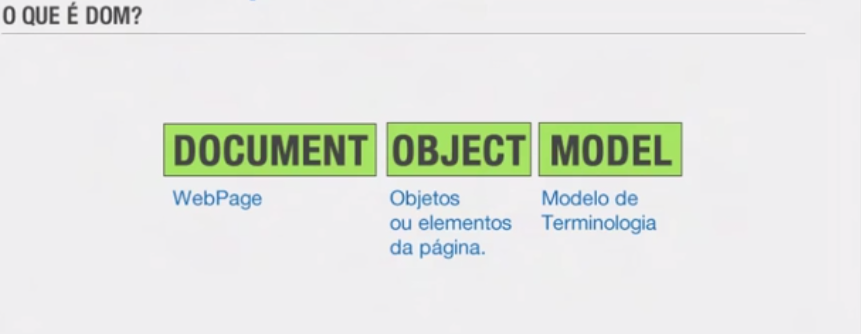 O QUE É DOM?
DOCUMENT OBJECT MODEL
WebPage
Objetos
ou elementos
da página.
Modelo de
Terminologia